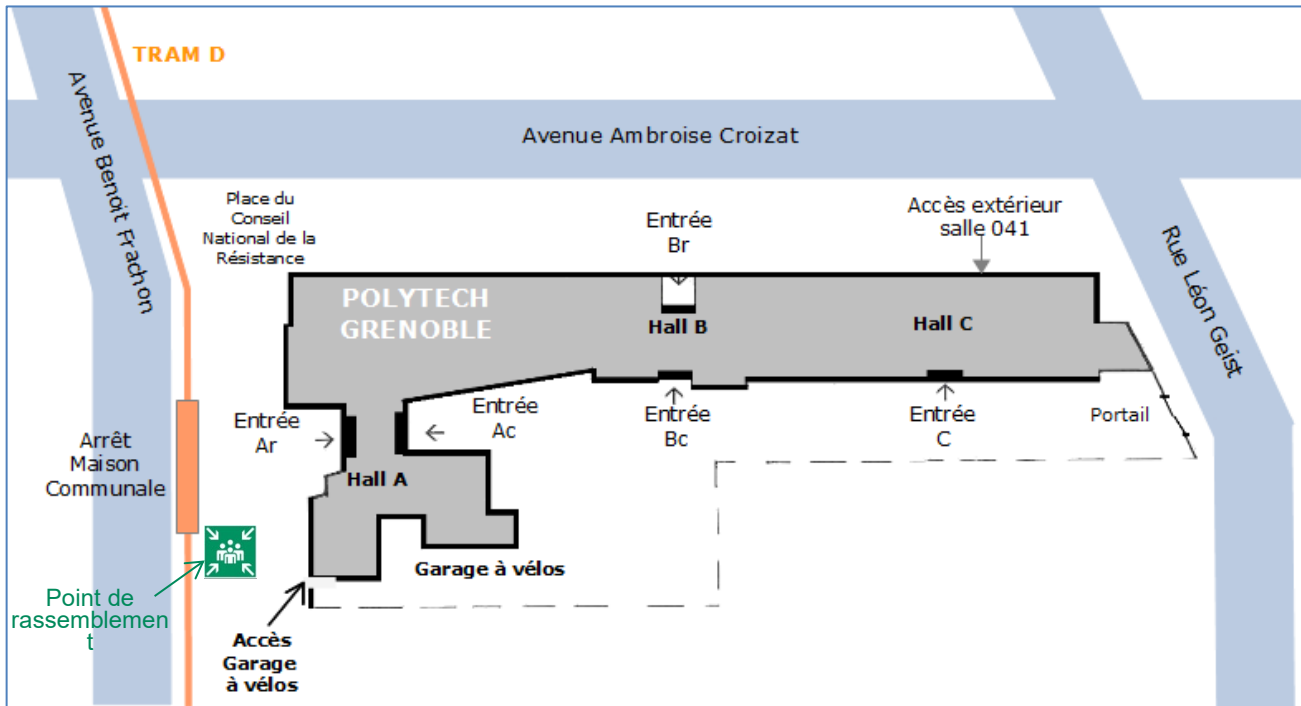 TRAM D
Avenue Benoit Frachon
Avenue Ambroise Croizat
Rue Léon Geist
Place du
Conseil
National de la
Résistance
Entrée
Br
Accès extérieur
salle 041
POLYTECH
GRENOBLE
Hall B
Hall C
Entrée
Ar
Entrée
Ac
Entrée
Bc
Entrée
C
Portail
Arrêt
Maison
Communale
Hall A
Garage à vélos
Point de
rassemblemen
t
Accès
Garage
à vélos